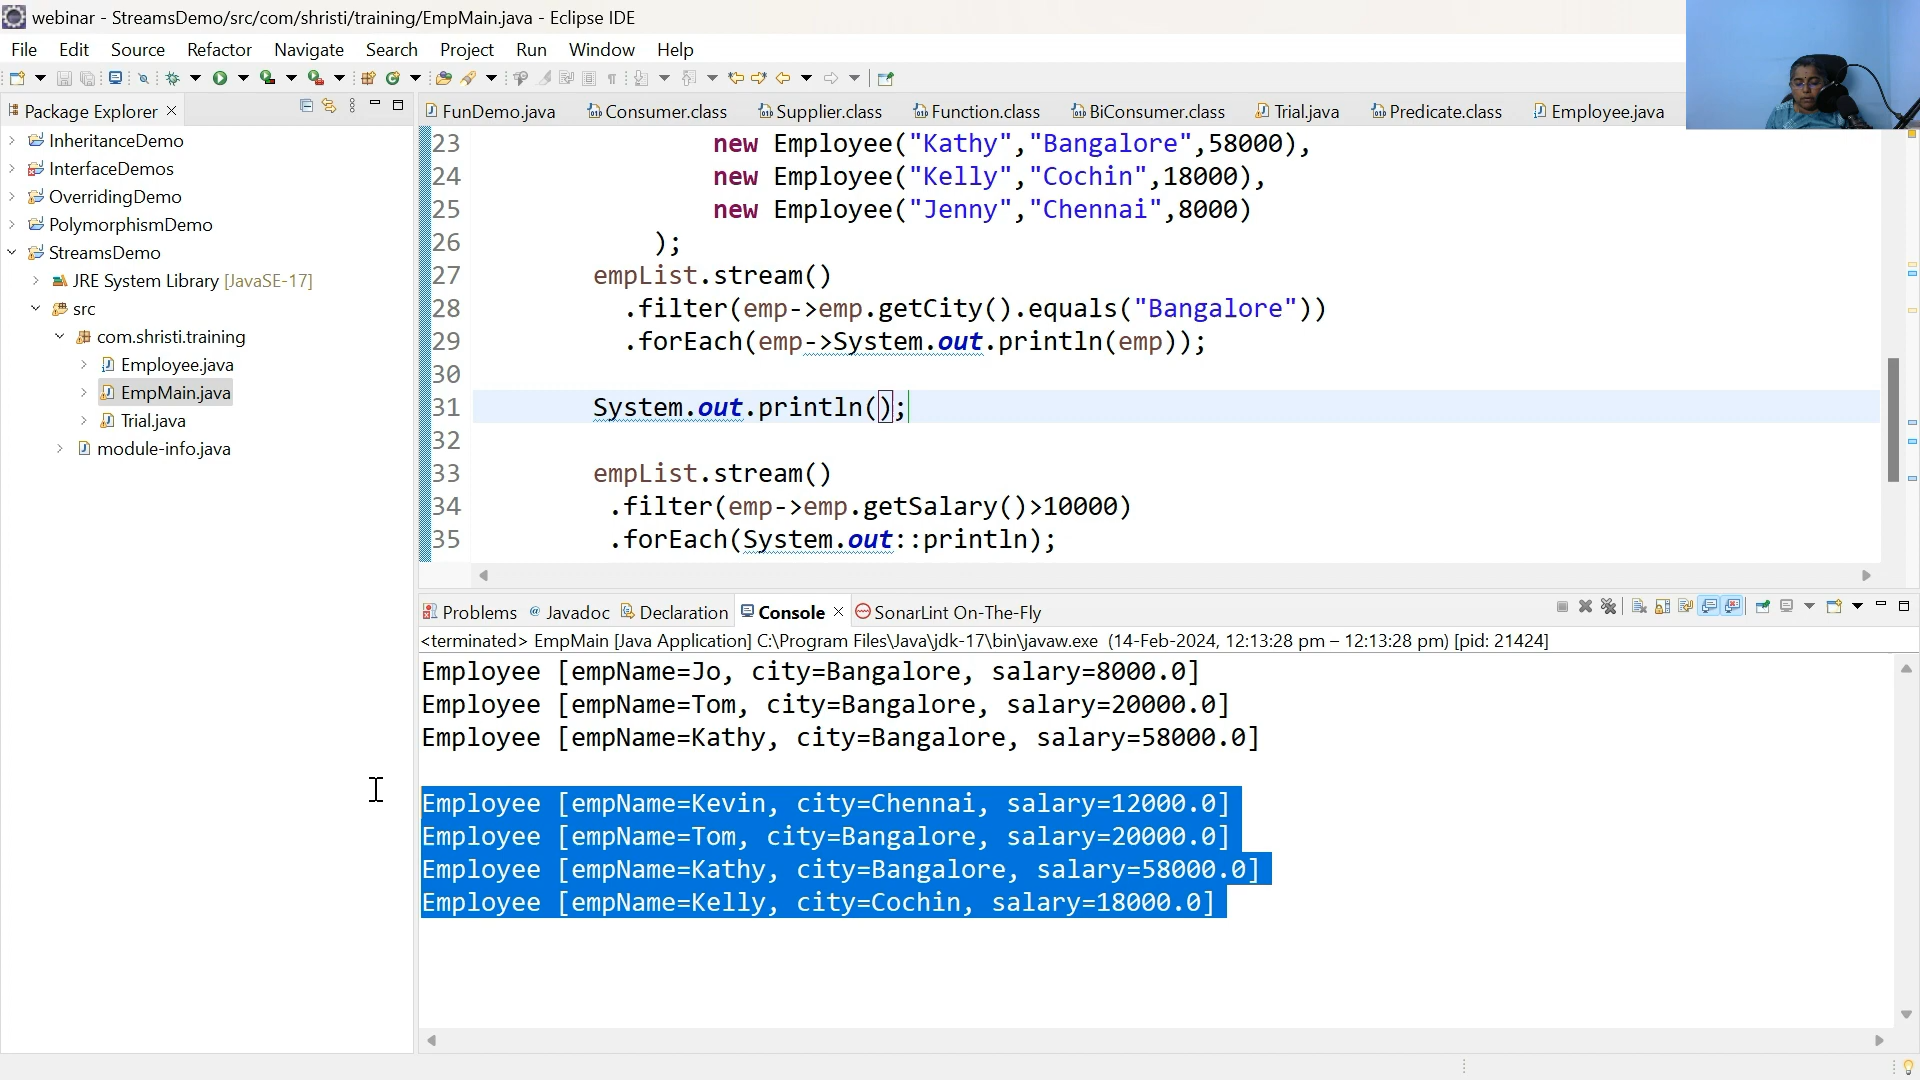 webinar - StreamsDemo/src/com/shristi/training/EmpMain.java - Eclipse IDE
File Edit Source Refactor Navigate Search Project Run Window Help
Package Explorer
FunDemo.java Consumer.class Supplier.class Function.class BiConsumer.class Trial.java Predicate.class Employee.java
InheritanceDemo
InterfaceDemos
OverridingDemo
PolymorphismDemo
StreamsDemo
JRE System Library [JavaSE-17]
src
com.shristi.training
Employee.java
EmpMain.java
Trial.java
module-info.java
23 new Employee("Kathy","Bangalore",58000),
24 new Employee("Kelly","Cochin",18000),
25 new Employee("Jenny","Chennai",8000)
26 );
27 empList.stream()
28 .filter(emp->emp.getCity().equals("Bangalore"))
29 .forEach(emp->System.out.println(emp));
30
31 System.out.println();
32
33 empList.stream()
34 .filter(emp->emp.getSalary()>10000)
35 .forEach(System.out::println);
Problems @ Javadoc Declaration Console SonarLint On-The-Fly
<terminated> EmpMain [Java Application] C:\Program Files\Java\jdk-17\bin\javaw.exe (14-Feb-2024, 12:13:28 pm – 12:13:28 pm) [pid: 21424]
Employee [empName=Jo, city=Bangalore, salary=8000.0]
Employee [empName=Tom, city=Bangalore, salary=20000.0]
Employee [empName=Kathy, city=Bangalore, salary=58000.0]
Employee [empName=Kevin, city=Chennai, salary=12000.0]
Employee [empName=Tom, city=Bangalore, salary=20000.0]
Employee [empName=Kathy, city=Bangalore, salary=58000.0]
Employee [empName=Kelly, city=Cochin, salary=18000.0]